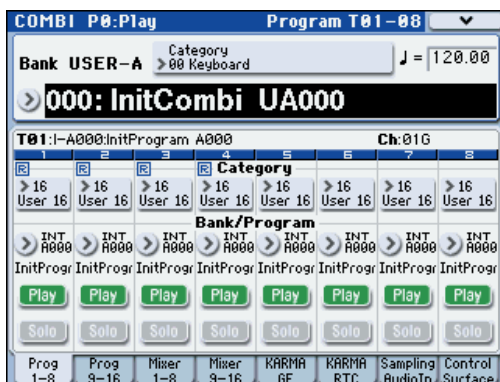 COMBI P0:Play Program T01-08
Bank USER-A Category 00 Keyboard ♩ = 120.00
000: InitCombi UA000
T01:I-A000:InitProgram A000 Ch:01G
1 2 3 4 5 6 7 8
R R R R Category
16 16 16 16 16 16 16 16
User 16 User 16 User 16 User 16 User 16 User 16 User 16 User 16
Bank/Program
INT INT INT INT INT INT INT INT
A000 A000 A000 A000 A000 A000 A000 A000
InitProgr InitProgr InitProgr InitProgr InitProgr InitProgr InitProgr InitProgr
Play Play Play Play Play Play Play Play
Solo Solo Solo Solo Solo Solo Solo Solo
Prog Prog Mixer Mixer KARMA KARMA Sampling Control
1-8 9-16 1-8 9-16 GE RTC AudioIn Surface